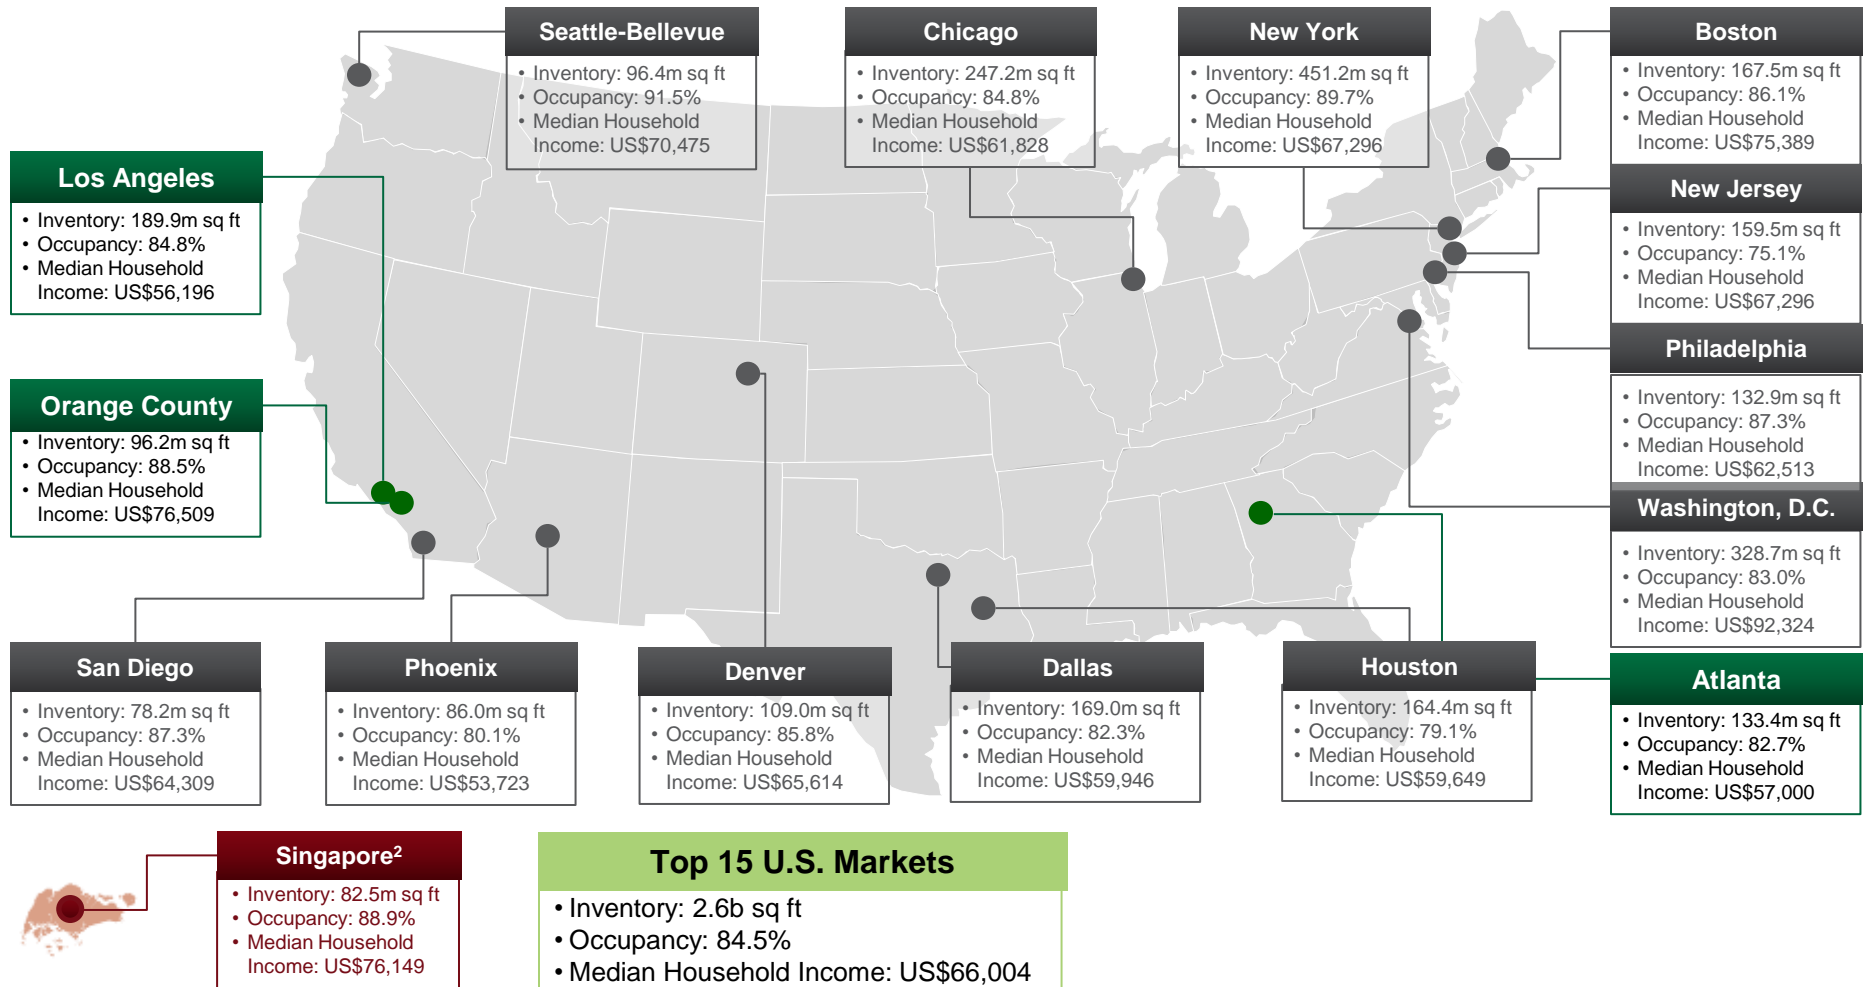 Seattle-Bellevue
• Inventory: 96.4m sq ft
• Occupancy: 91.5%
• Median Household
Income: US$70,475
Chicago
• Inventory: 247.2m sq ft
• Occupancy: 84.8%
• Median Household
Income: US$61,828
New York
• Inventory: 451.2m sq ft
• Occupancy: 89.7%
• Median Household
Income: US$67,296
Boston
• Inventory: 167.5m sq ft
• Occupancy: 86.1%
• Median Household
Income: US$75,389
Los Angeles
• Inventory: 189.9m sq ft
• Occupancy: 84.8%
• Median Household
Income: US$56,196
New Jersey
• Inventory: 159.5m sq ft
• Occupancy: 75.1%
• Median Household
Income: US$67,296
Philadelphia
• Inventory: 132.9m sq ft
• Occupancy: 87.3%
• Median Household
Income: US$62,513
Orange County
• Inventory: 96.2m sq ft
• Occupancy: 88.5%
• Median Household
Income: US$76,509
Washington, D.C.
• Inventory: 328.7m sq ft
• Occupancy: 83.0%
• Median Household
Income: US$92,324
San Diego
• Inventory: 78.2m sq ft
• Occupancy: 87.3%
• Median Household
Income: US$64,309
Phoenix
• Inventory: 86.0m sq ft
• Occupancy: 80.1%
• Median Household
Income: US$53,723
Denver
• Inventory: 109.0m sq ft
• Occupancy: 85.8%
• Median Household
Income: US$65,614
Dallas
• Inventory: 169.0m sq ft
• Occupancy: 82.3%
• Median Household
Income: US$59,946
Houston
• Inventory: 164.4m sq ft
• Occupancy: 79.1%
• Median Household
Income: US$59,649
Atlanta
• Inventory: 133.4m sq ft
• Occupancy: 82.7%
• Median Household
Income: US$57,000
Singapore²
• Inventory: 82.5m sq ft
• Occupancy: 88.9%
• Median Household
Income: US$76,149
Top 15 U.S. Markets
• Inventory: 2.6b sq ft
• Occupancy: 84.5%
• Median Household Income: US$66,004